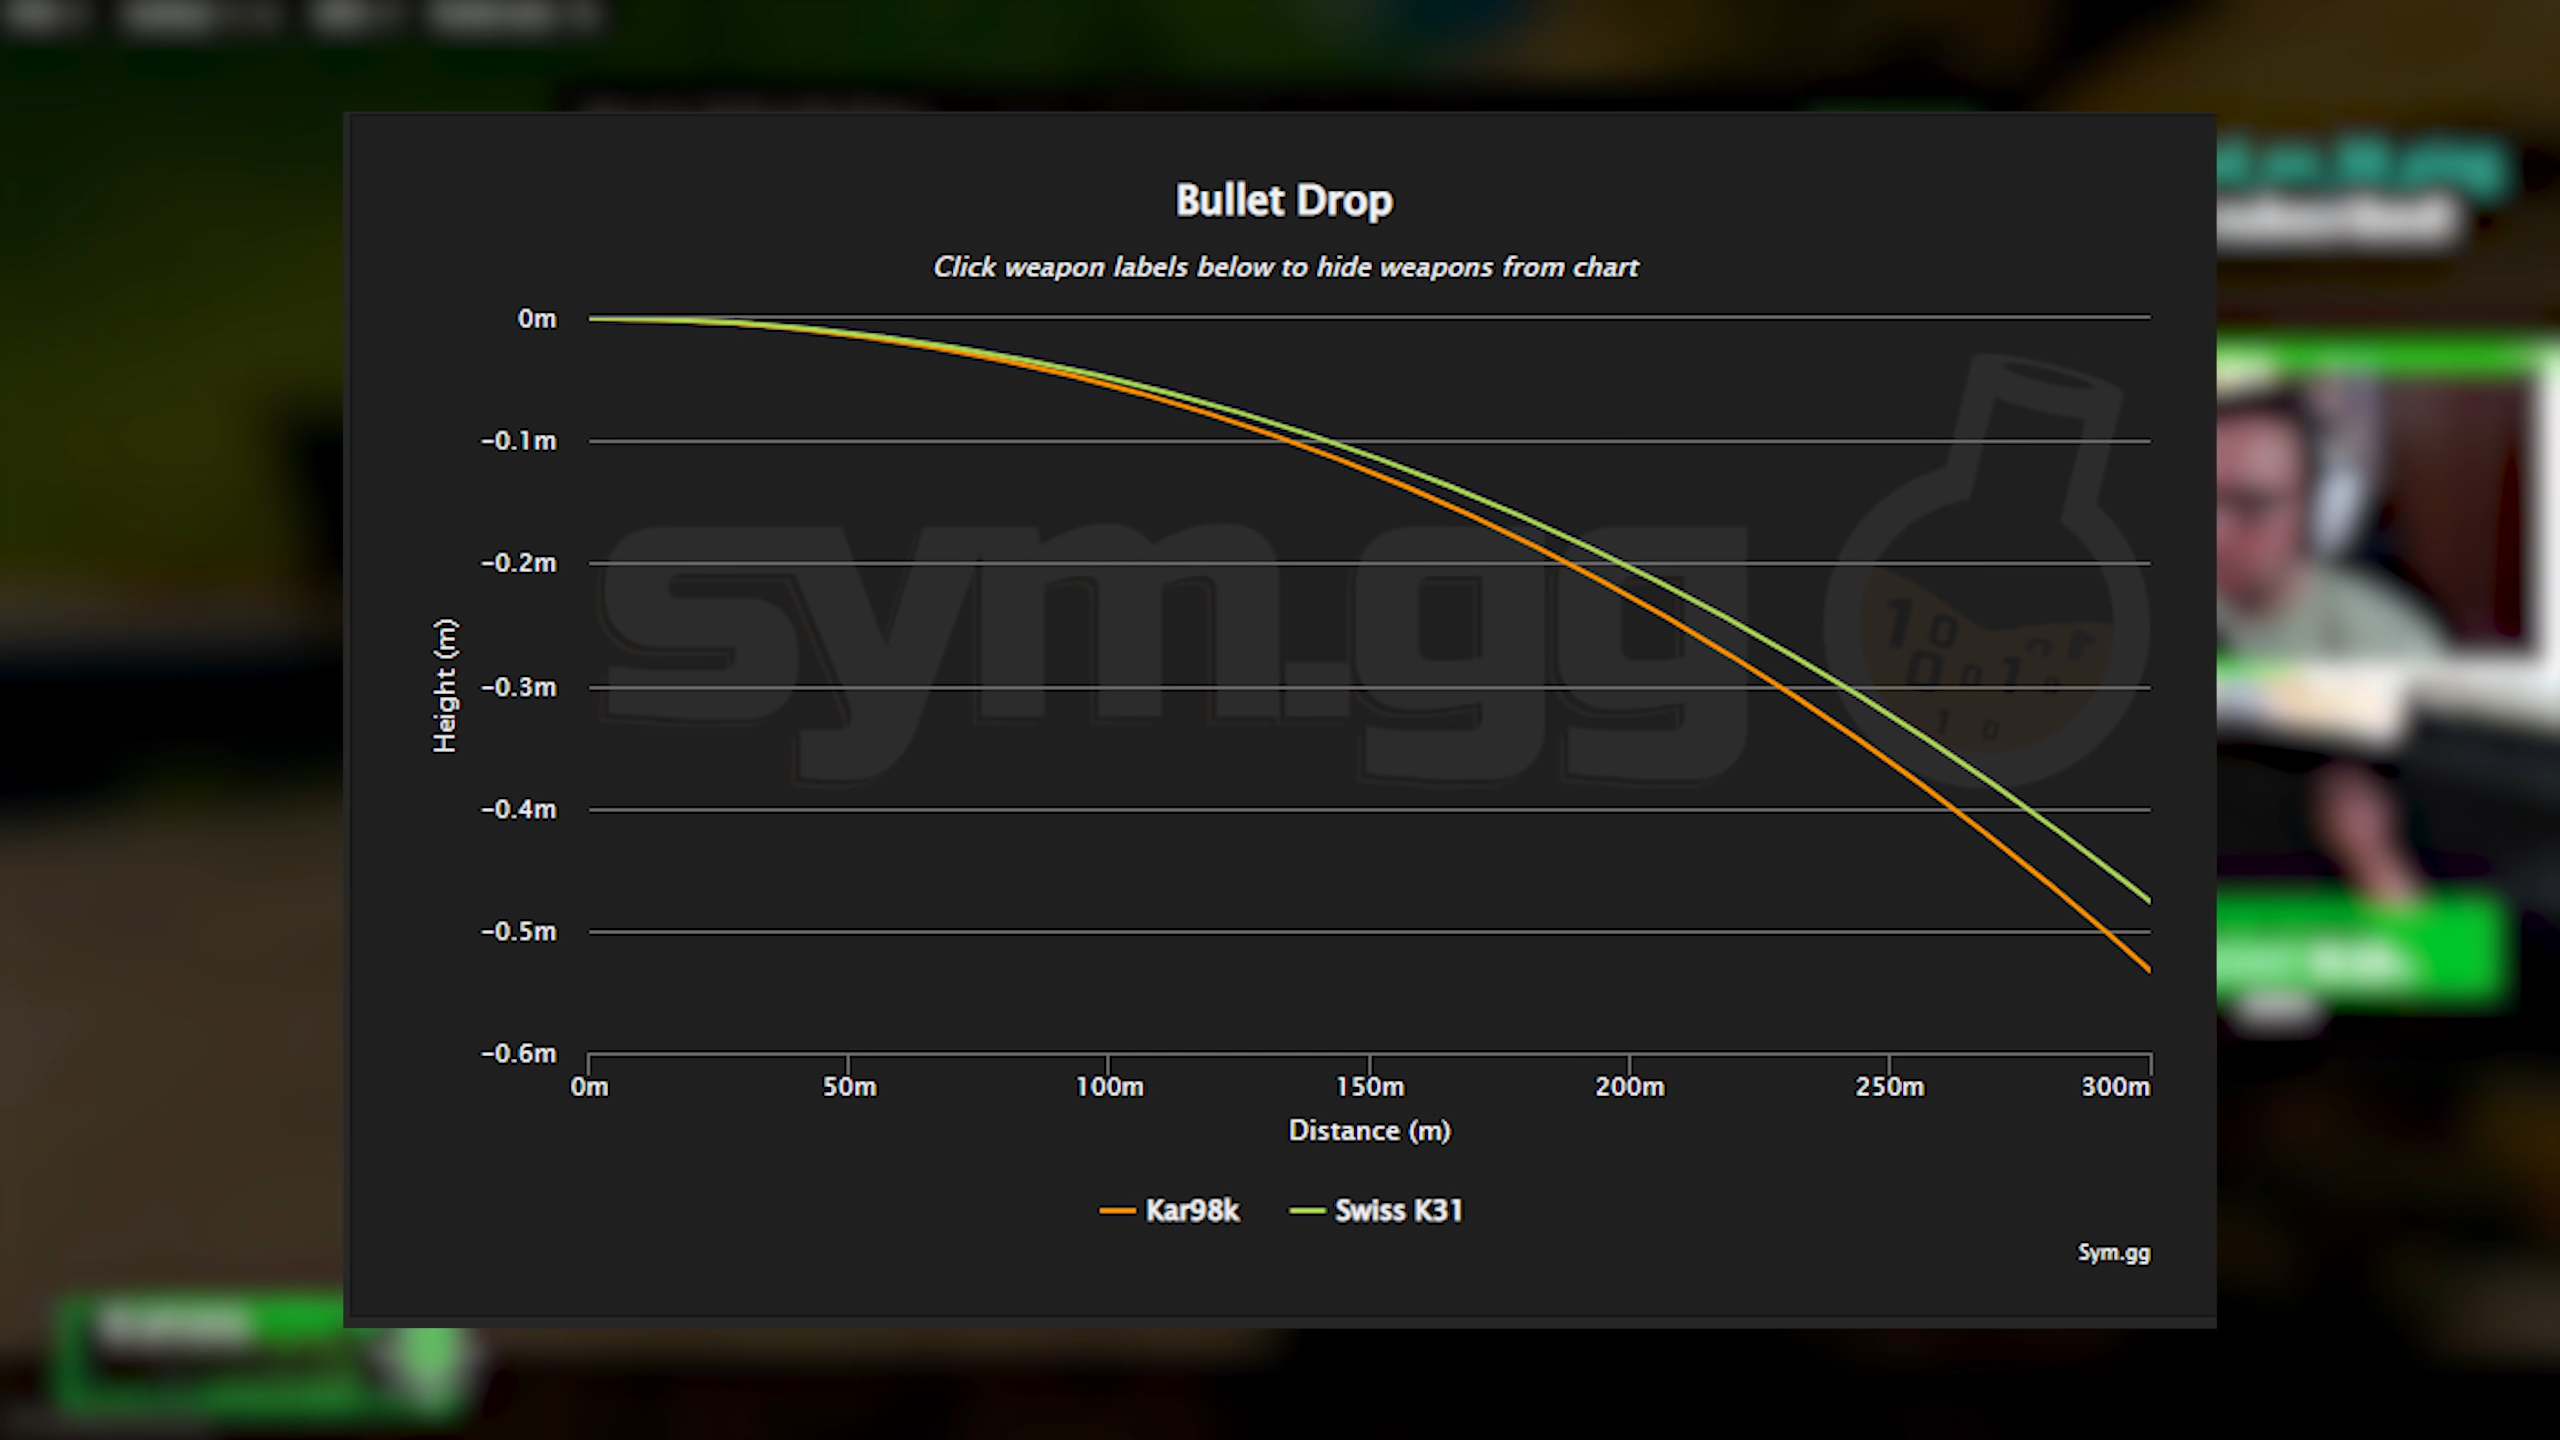 Bullet Drop
Click weapon labels below to hide weapons from chart
0m
−0.1m
−0.2m
−0.3m
−0.4m
−0.5m
−0.6m
Height (m)
sym.gg
0m 50m 100m 150m 200m 250m 300m
Distance (m)
Kar98k Swiss K31
Sym.gg